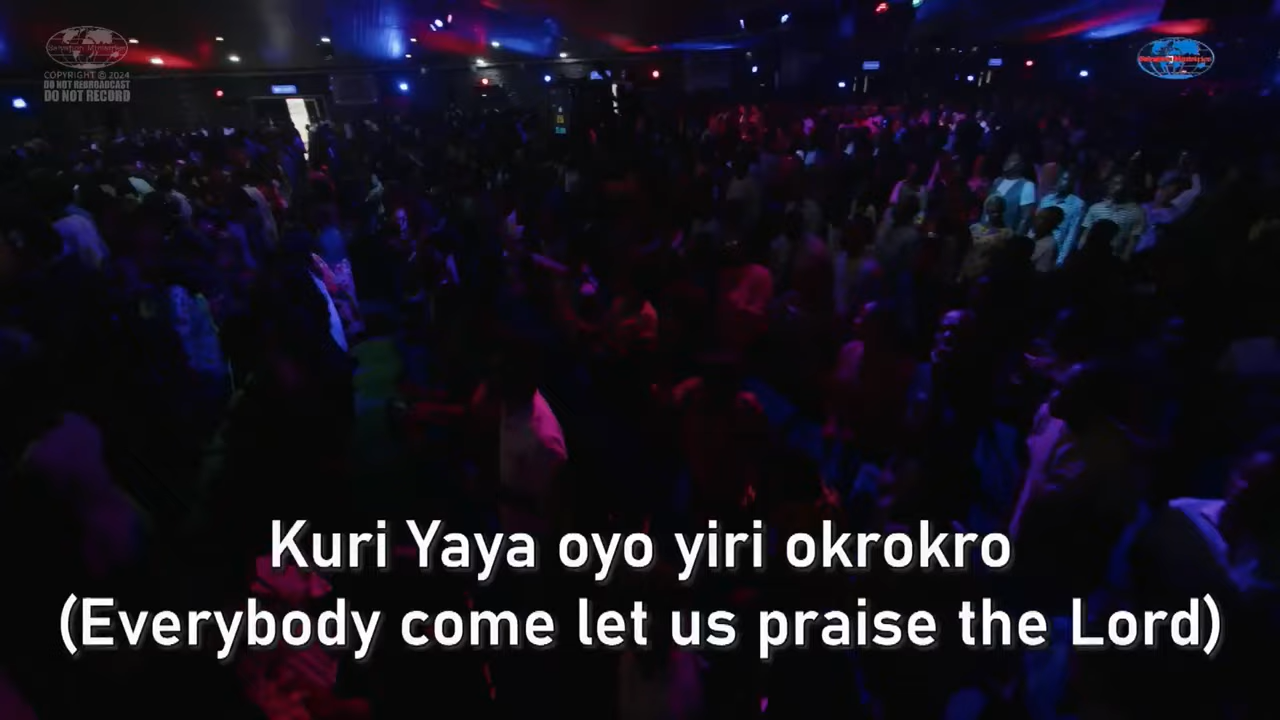 COPYRIGHT © 2024
DO NOT REBROADCAST
DO NOT RECORD
Kuri Yaya oyo yiri okrokro
(Everybody come let us praise the Lord)